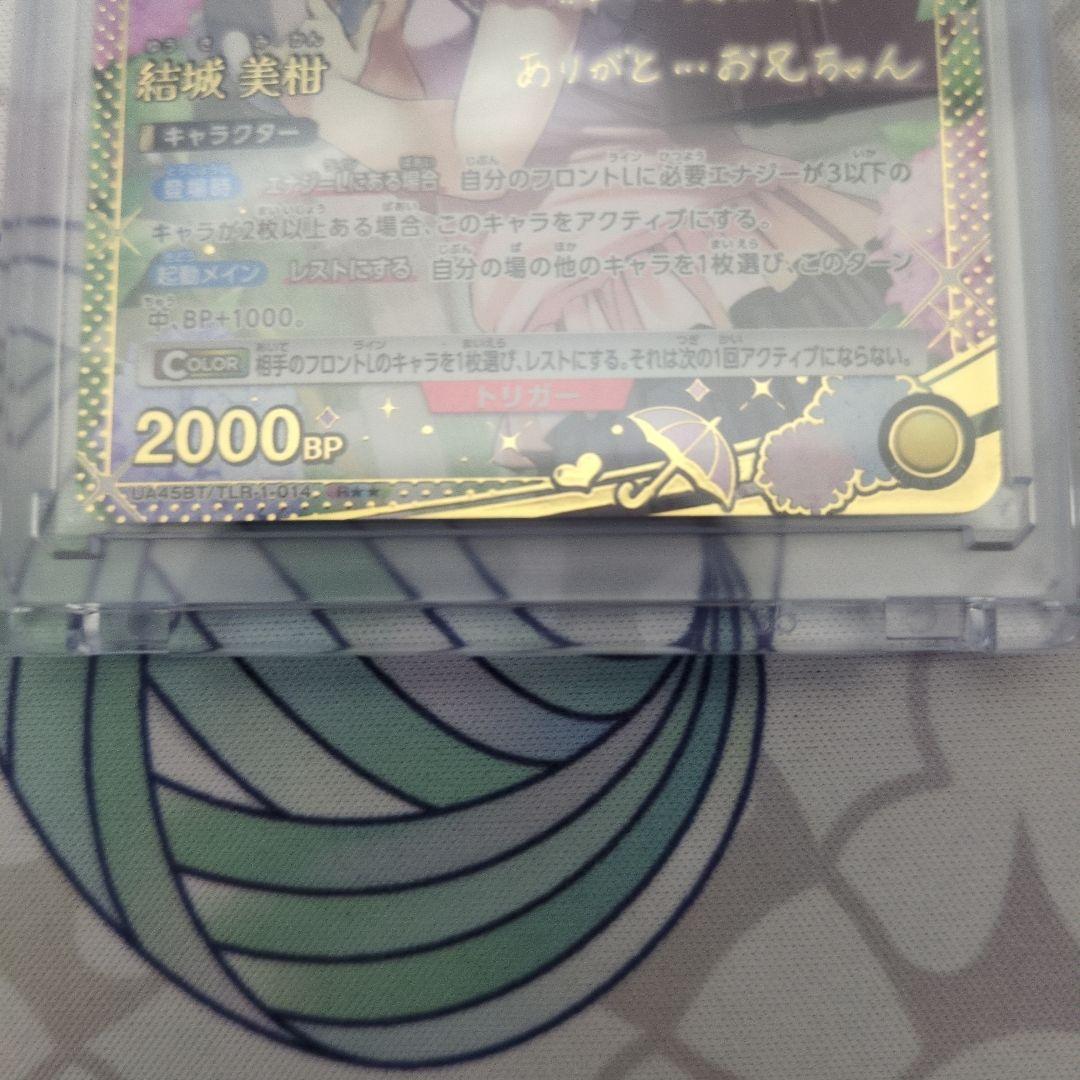 ありがと…お兄ちゃん
ゆうき みかん
結城 美柑
キャラクター
登場時 エナジーLにある場合 自分のフロントLに必要エナジーが3以下の
キャラが2枚以上ある場合、このキャラをアクティブにする。
起動メイン レストにする 自分の場の他のキャラを1枚選び、このターン
中、BP+1000。
COLOR 相手のフロントLのキャラを1枚選び、レストにする。それは次の1回アクティブにならない。
トリガー
2000BP
UA45BT/TLR-1-014 R★★